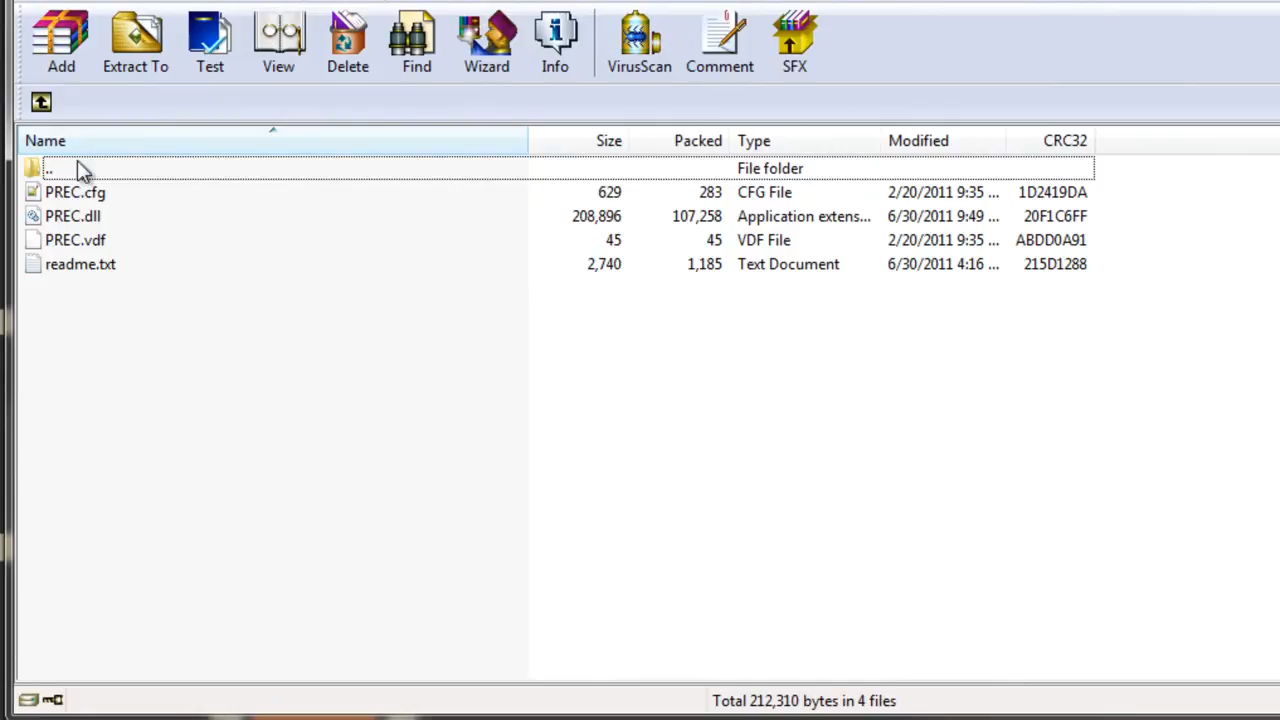 Add Extract To Test View Delete Find Wizard Info VirusScan Comment SFX
Name Size Packed Type Modified CRC32
.. File folder
PREC.cfg 629 283 CFG File 2/20/2011 9:35 ... 1D2419DA
PREC.dll 208,896 107,258 Application extens... 6/30/2011 9:49 ... 20F1C6FF
PREC.vdf 45 45 VDF File 2/20/2011 9:35 ... ABDD0A91
readme.txt 2,740 1,185 Text Document 6/30/2011 4:16 ... 215D1288
Total 212,310 bytes in 4 files